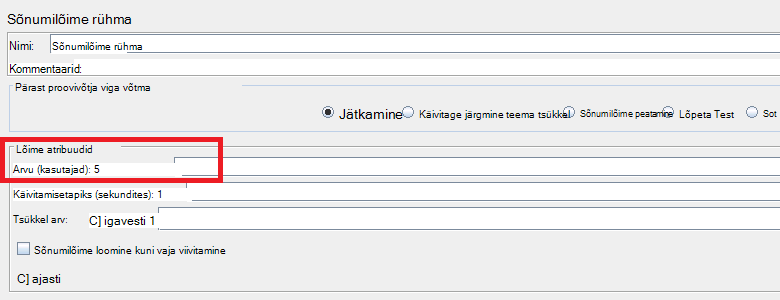 Sõnumilõime rühma
Nimi: Sõnumilõime rühma
Kommentaarid:
Pärast proovivõtja viga võtma
Jätkamine Käivitage järgmine teema tsükkel Sõnumilõime peatamine Lõpeta Test Sot
Lõime atribuudid
Arvu (kasutajad): 5
Käivitamisetapiks (sekundites): 1
Tsükkel arv: C] igavesti 1
Sõnumilõime loomine kuni vaja viivitamine
C] ajasti